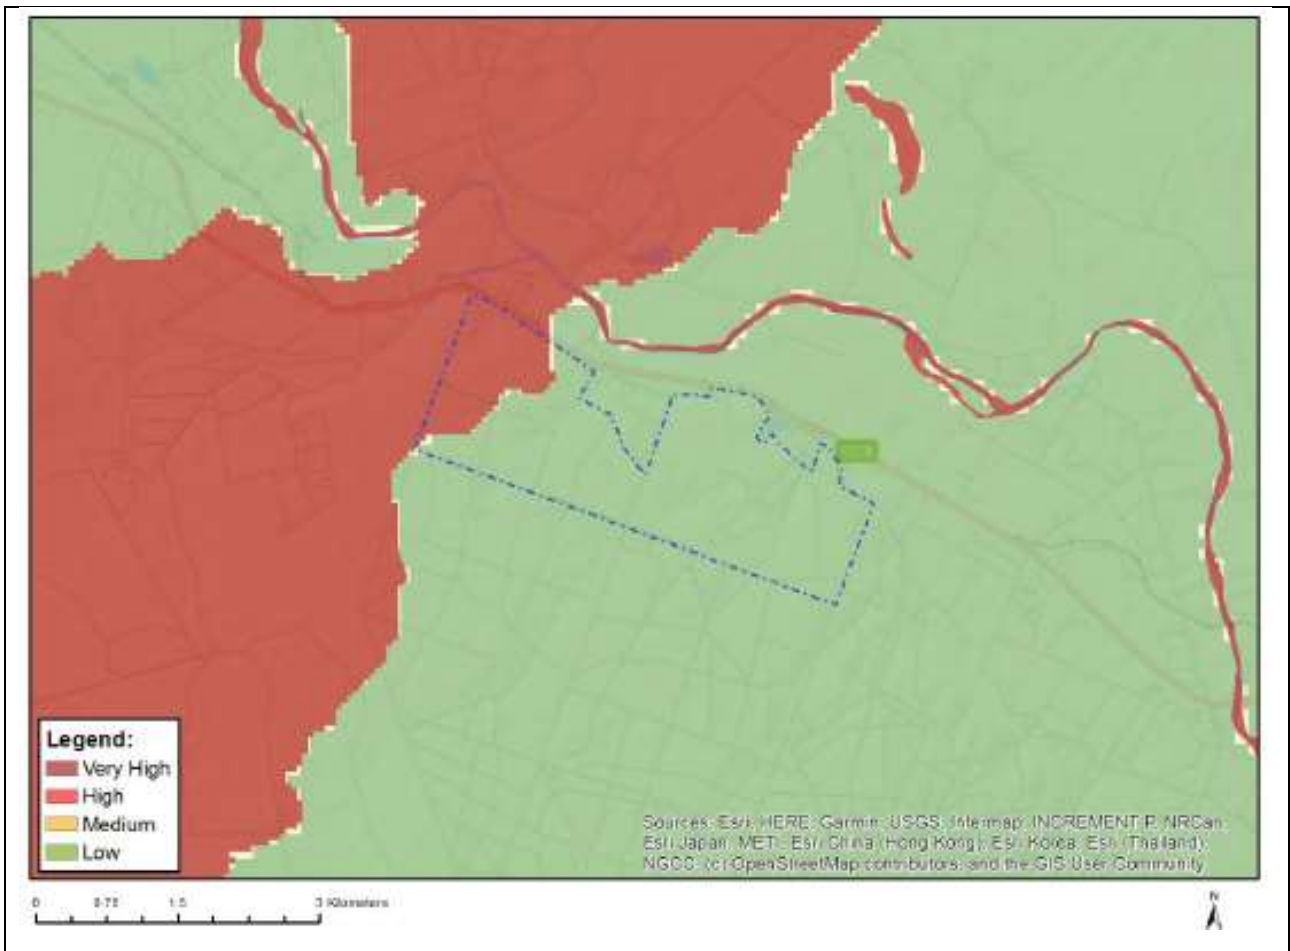 Legend:
Very High
High
Medium
Low
Sources: Esri, HERE, Garmin, USGS, Intermap, INCREMENT P, NRCan,
Esri Japan, METI, Esri China (Hong Kong), Esri Korea, Esri (Thailand),
NGCC, (c) OpenStreetMap contributors, and the GIS User Community
0 0.75 1.5 3 Kilometers
N